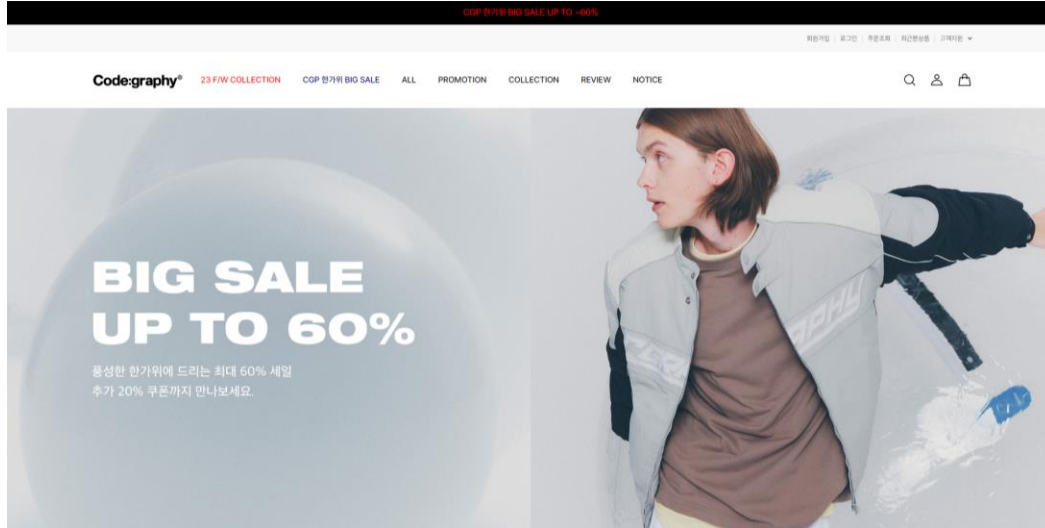 CGP 한가위 BIG SALE UP TO ~60%
회원가입 | 로그인 | 주문조회 | 최근본상품 | 고객지원
Code:graphy® 23 F/W COLLECTION CGP 한가위 BIG SALE ALL PROMOTION COLLECTION REVIEW NOTICE
BIG SALE
UP TO 60%
풍성한 한가위에 드리는 최대 60% 세일
추가 20% 쿠폰까지 만나보세요.